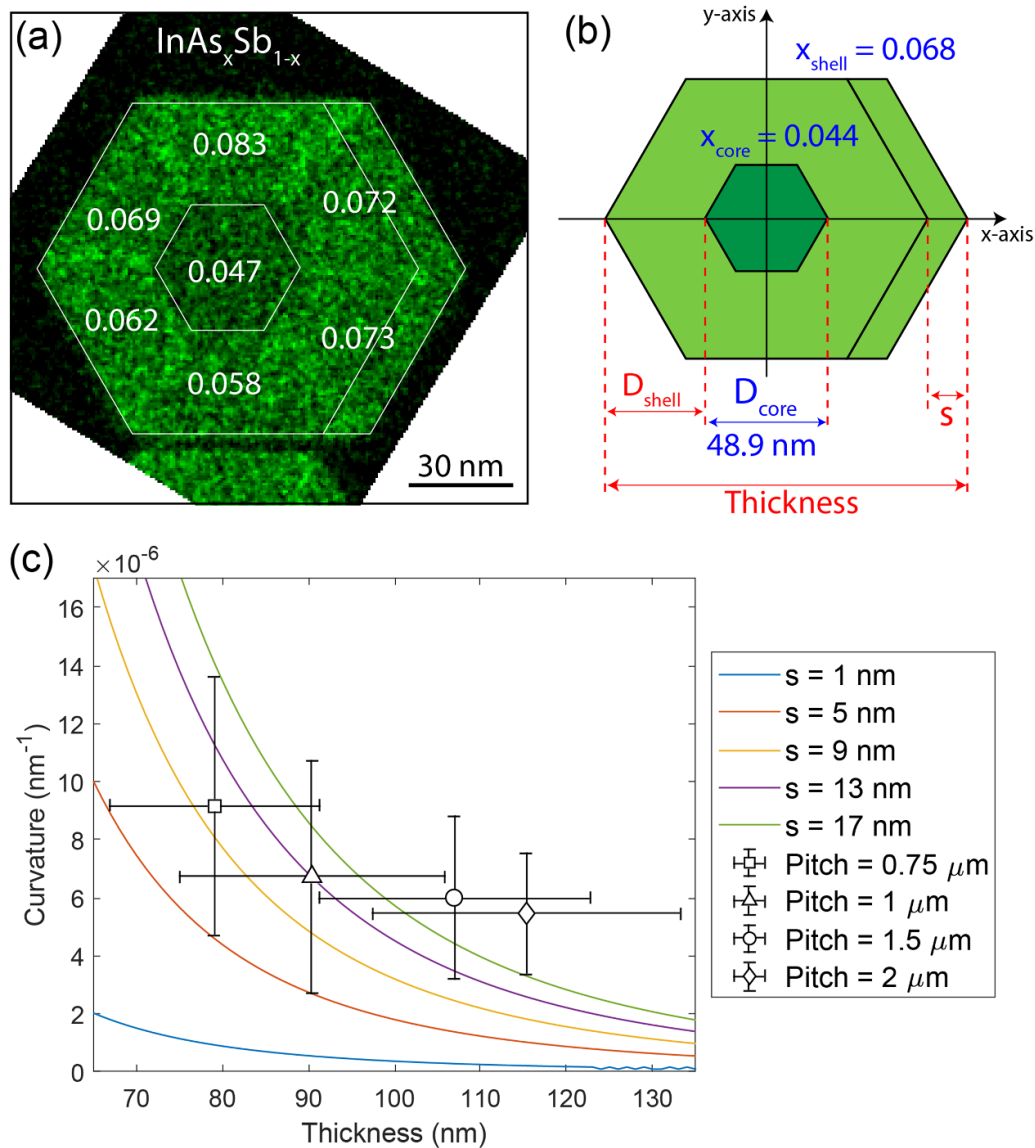 (a)
InAsxSb1-x
0.083
0.072
0.069
0.047
0.062
0.073
0.058
30 nm
(b)
y-axis
xshell = 0.068
xcore = 0.044
x-axis
Dshell
Dcore
s
48.9 nm
Thickness
(c)
×10-6
16
14
12
10
8
6
4
2
0
Curvature (nm-1)
70 80 90 100 110 120 130
Thickness (nm)
s = 1 nm
s = 5 nm
s = 9 nm
s = 13 nm
s = 17 nm
Pitch = 0.75 μm
Pitch = 1 μm
Pitch = 1.5 μm
Pitch = 2 μm